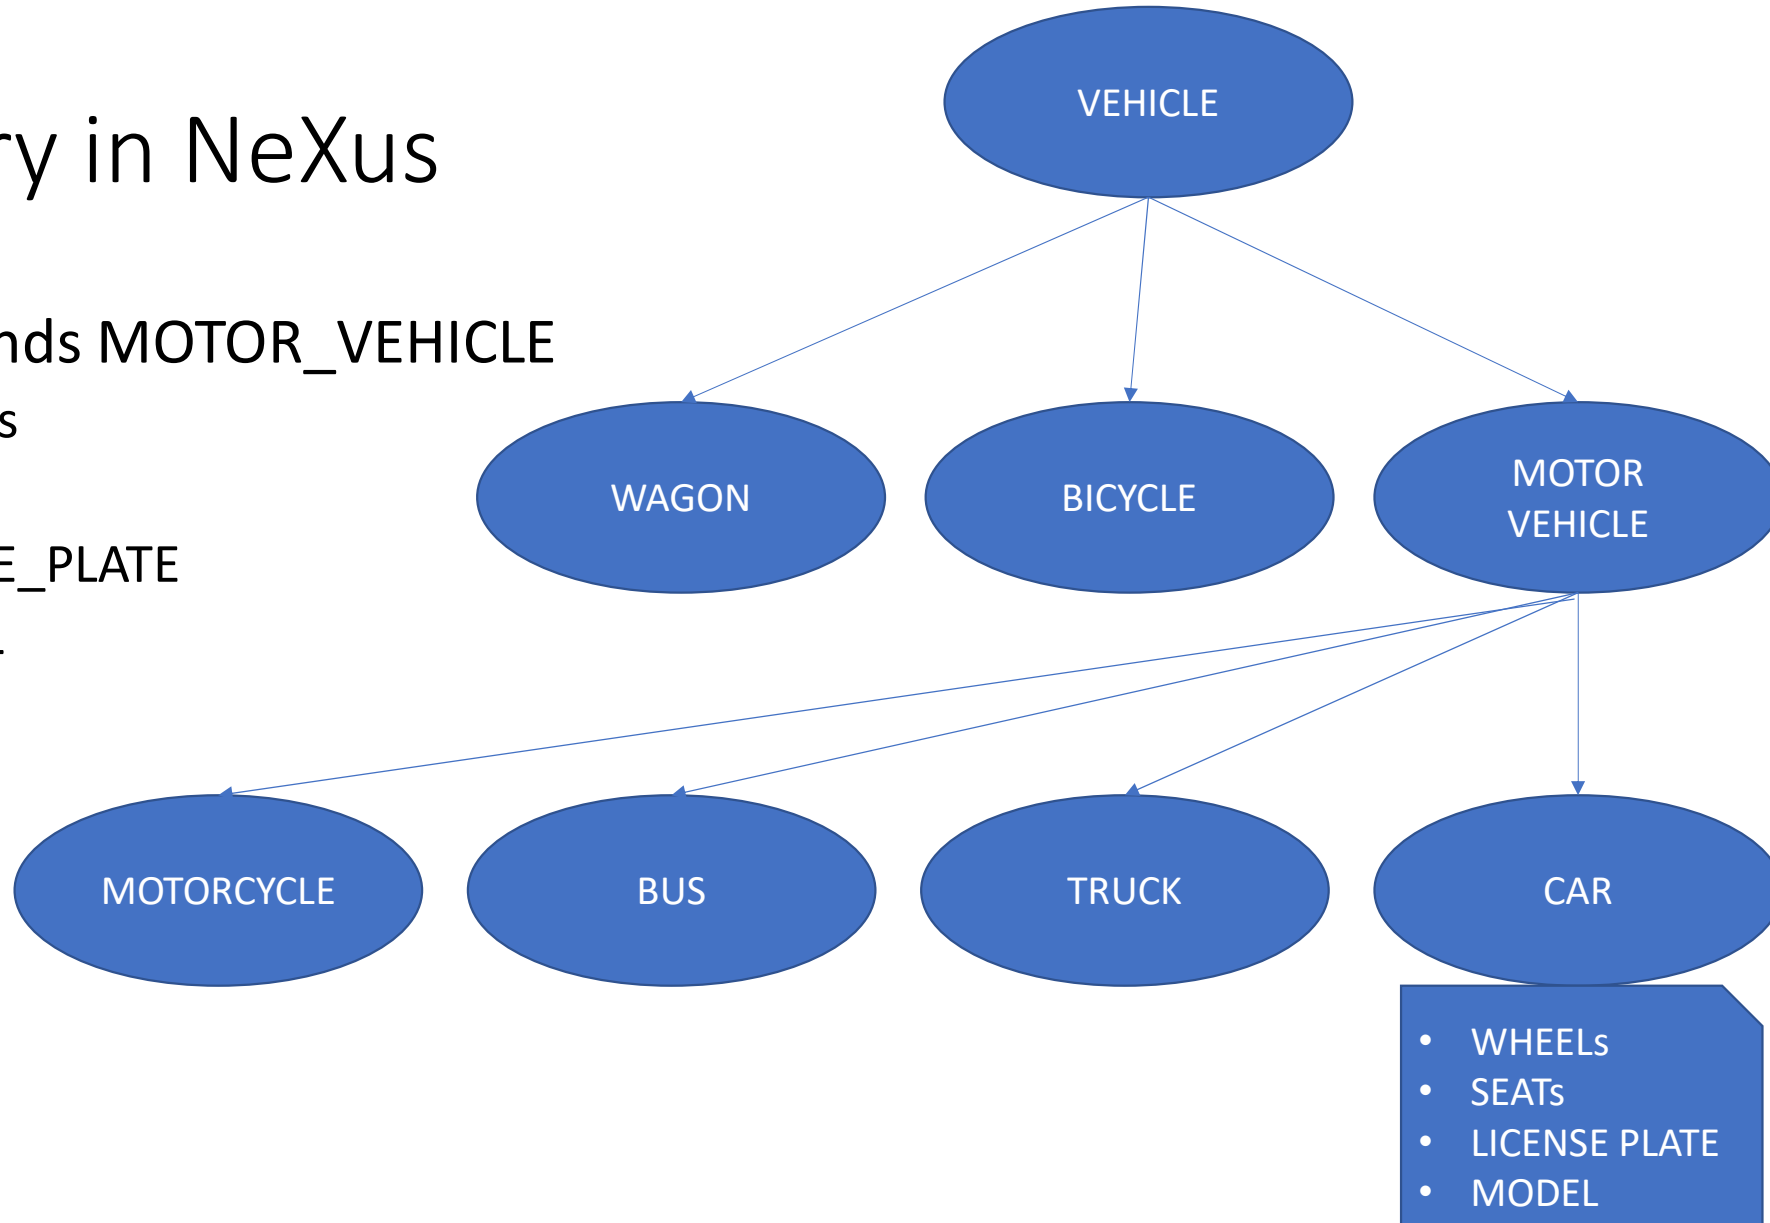 ry in NeXus
nds MOTOR_VEHICLE
s
E_PLATE
VEHICLE
WAGON
BICYCLE
MOTOR
VEHICLE
MOTORCYCLE
BUS
TRUCK
CAR
• WHEELs
• SEATs
• LICENSE PLATE
• MODEL